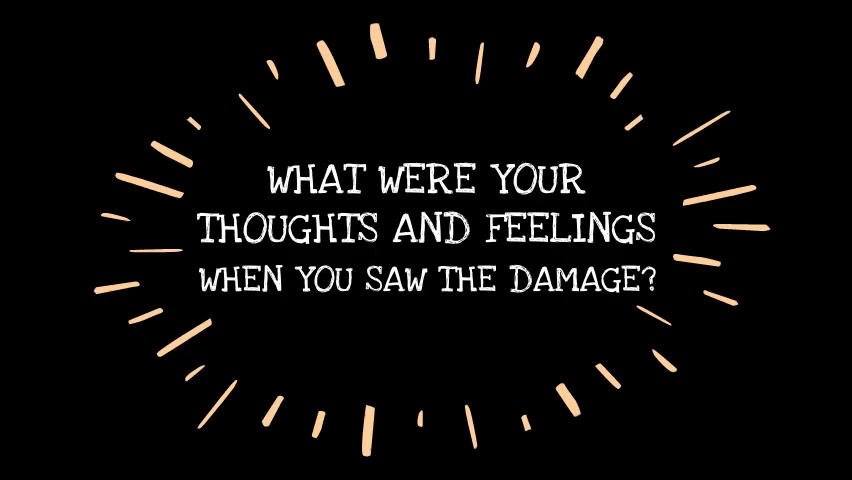 WHAT WERE YOUR
THOUGHTS AND FEELINGS
WHEN YOU SAW THE DAMAGE?